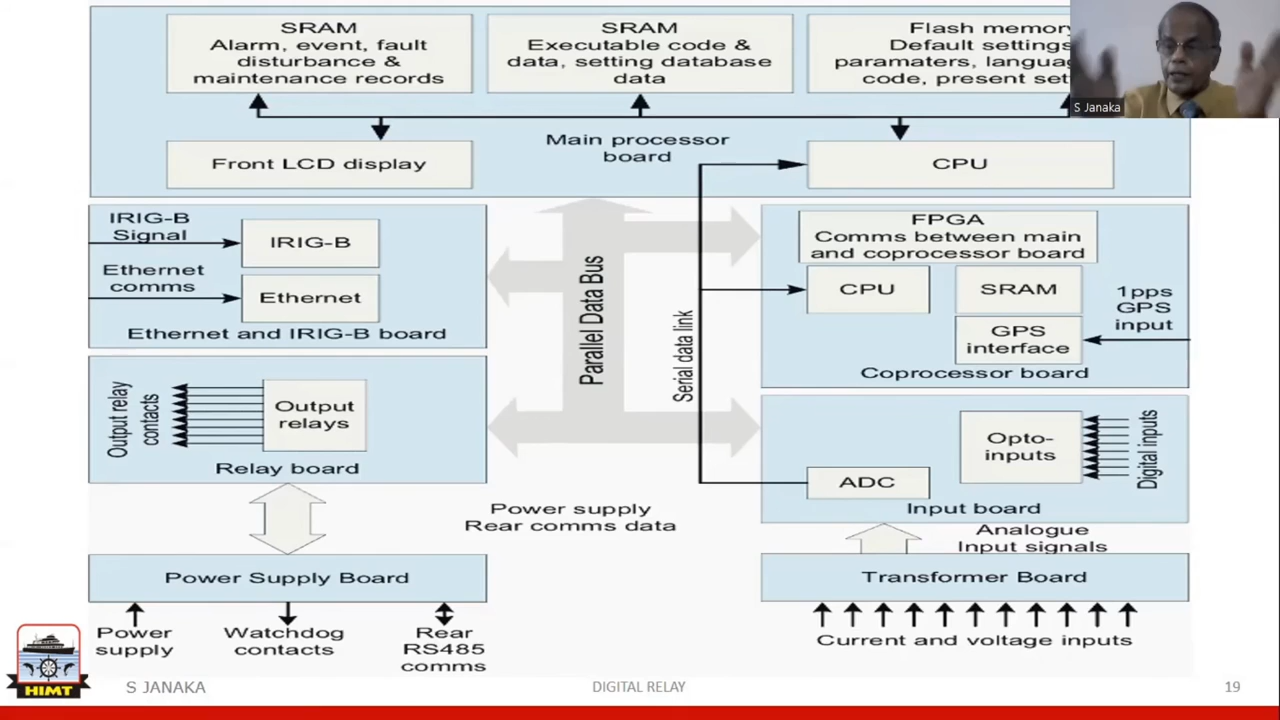 SRAM
Alarm, event, fault
disturbance &
maintenance records
SRAM
Executable code &
data, setting database
data
Flash memory
Default settings
paramaters, langua
code, present set
S Janaka
Main processor
board
Front LCD display
CPU
IRIG-B
Signal
IRIG-B
Ethernet
comms
Ethernet
Ethernet and IRIG-B board
Parallel Data Bus
Serial data link
FPGA
Comms between main
and coprocessor board
CPU
SRAM
1pps
GPS
input
GPS
interface
Coprocessor board
Output relay
contacts
Output
relays
Relay board
Opto-
inputs
Digital inputs
ADC
Input board
Power supply
Rear comms data
Analogue
Input signals
Power Supply Board
Transformer Board
Power
supply
Watchdog
contacts
Rear
RS485
comms
Current and voltage inputs
HIMT
S JANAKA
DIGITAL RELAY
19